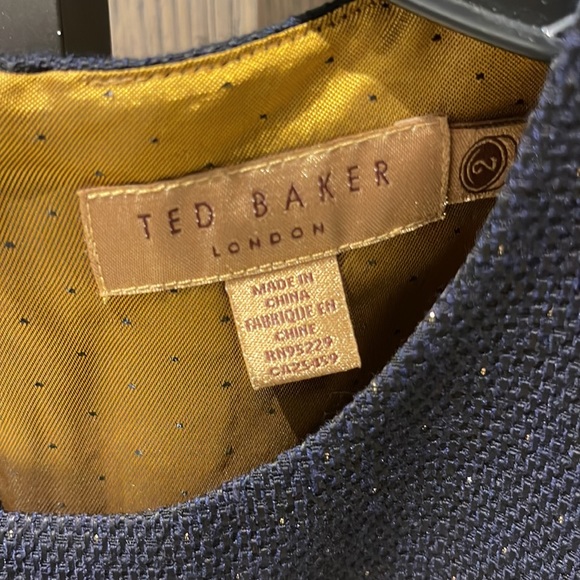 TED BAKER
LONDON
2
MADE IN
CHINA
FABRIQUE EN
CHINE
RN95229
CA25459